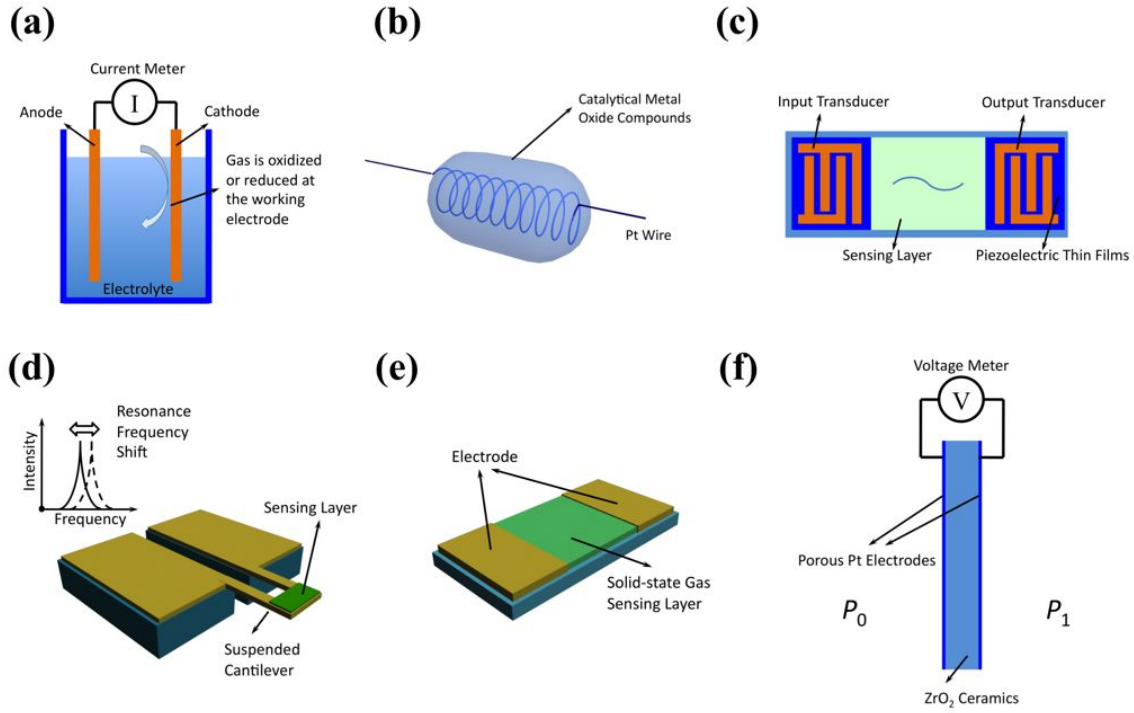 (a)
Current Meter
I
Anode
Cathode
Gas is oxidized
or reduced at
the working
electrode
Electrolyte
(b)
Catalytical Metal
Oxide Compounds
Pt Wire
(c)
Input Transducer
Output Transducer
Sensing Layer
Piezoelectric Thin Films
(d)
Resonance
Frequency
Shift
Intensity
Frequency
Sensing Layer
Suspended
Cantilever
(e)
Electrode
Solid-state Gas
Sensing Layer
(f)
Voltage Meter
V
Porous Pt Electrodes
P₀
P₁
ZrO₂ Ceramics